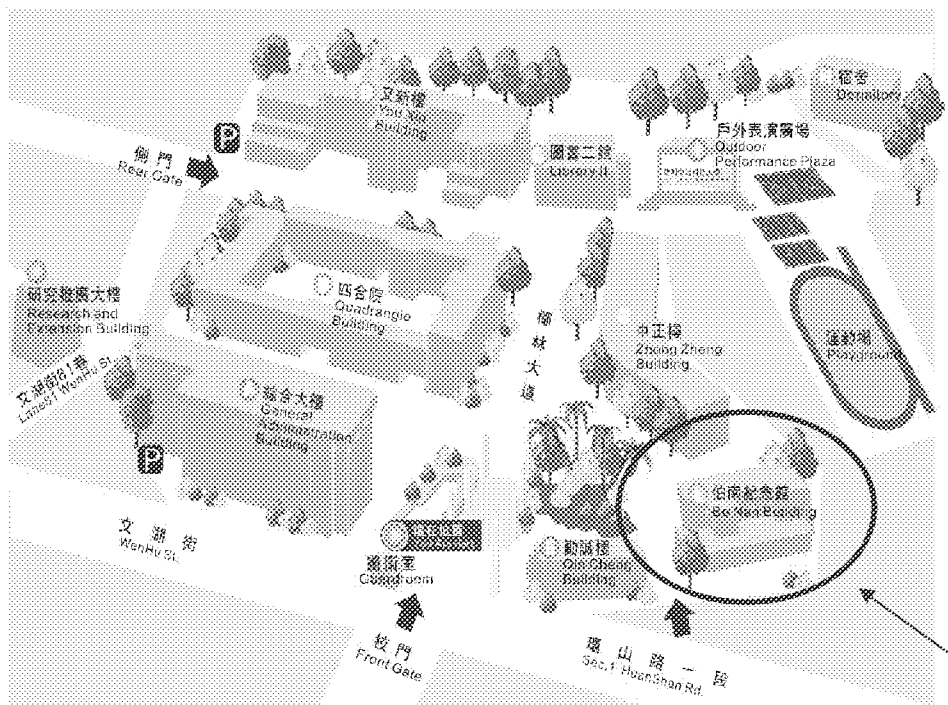 又新樓
You Xin
Building
P
側門
Rear Gate
圖書二館
Library II
戶外表演廣場
Outdoor
Performance Plaza
宿舍
Dormitory
研究推廣大樓
Research and
Extension Building
四合院
Quadrangle
Building
椰林大道
中正樓
Zhong Zheng
Building
運動場
Playground
文湖街81巷
Lane81 WenHu St.
綜合大樓
General
Administration
Building
P
伯南紀念館
Bo Nan Building
文湖街
WenHu St.
警衛室
Guardroom
勤誠樓
Qin Cheng
Building
校門
Front Gate
環山路一段
Sec.1 HuanShan Rd.